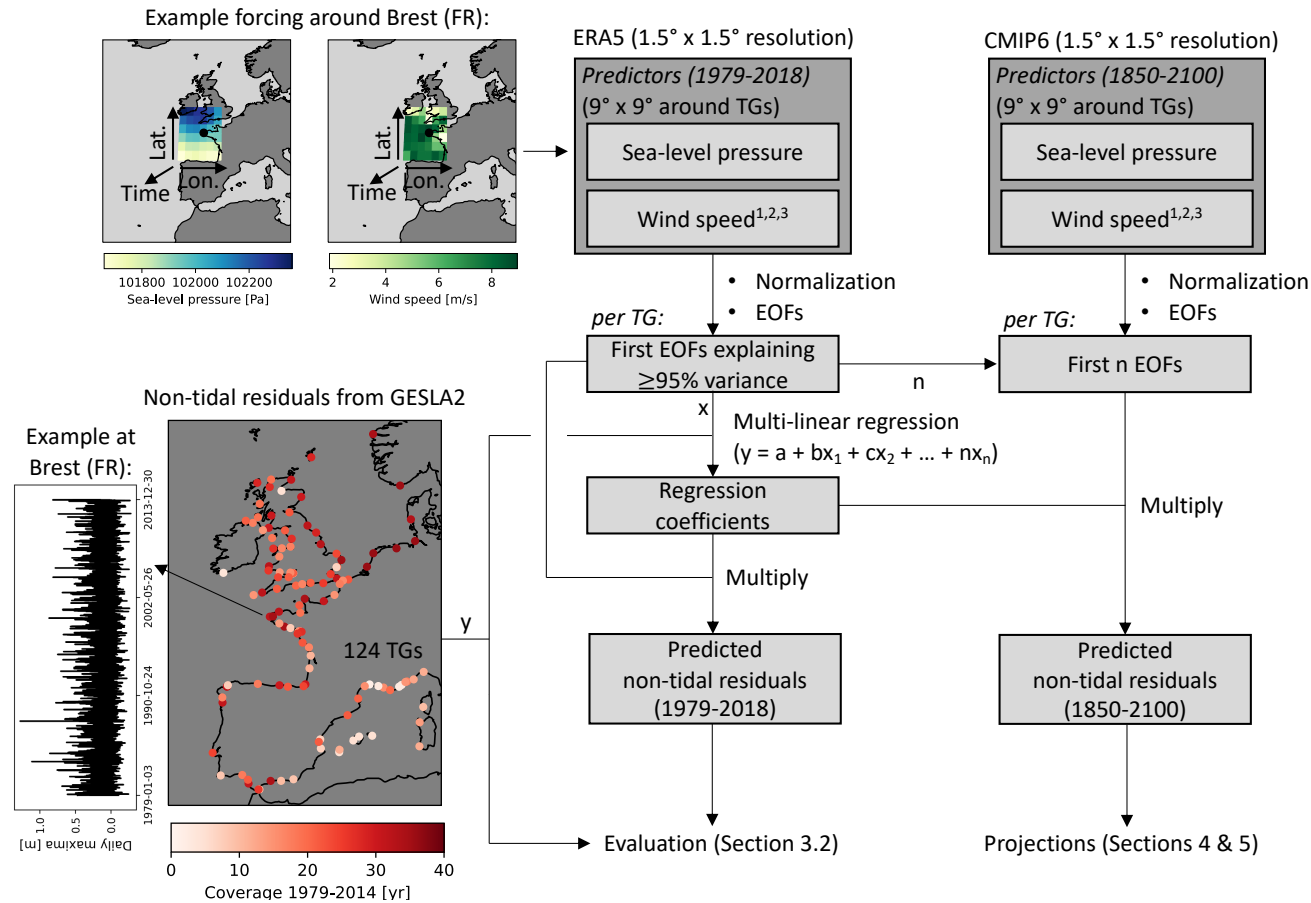 Example forcing around Brest (FR):
Lat.
Time
Lon.
101800 102000 102200
Sea-level pressure [Pa]
Lat.
Time
Lon.
2 4 6 8
Wind speed [m/s]
ERA5 (1.5° x 1.5° resolution)
Predictors (1979-2018)
(9° x 9° around TGs)
Sea-level pressure
Wind speed1,2,3
• Normalization
• EOFs
per TG:
First EOFs explaining
≥95% variance
n
x
Multi-linear regression
(y = a + bx1 + cx2 + ... + nxn)
Regression
coefficients
Multiply
Predicted
non-tidal residuals
(1979-2018)
Evaluation (Section 3.2)
CMIP6 (1.5° x 1.5° resolution)
Predictors (1850-2100)
(9° x 9° around TGs)
Sea-level pressure
Wind speed1,2,3
• Normalization
• EOFs
per TG:
First n EOFs
Multiply
Predicted
non-tidal residuals
(1850-2100)
Projections (Sections 4 & 5)
Non-tidal residuals from GESLA2
Example at
Brest (FR):
2013-12-30
2002-05-26
1990-10-24
1979-01-03
1.0 0.5 0.0
Daily maxima [m]
124 TGs
y
0 10 20 30 40
Coverage 1979-2014 [yr]